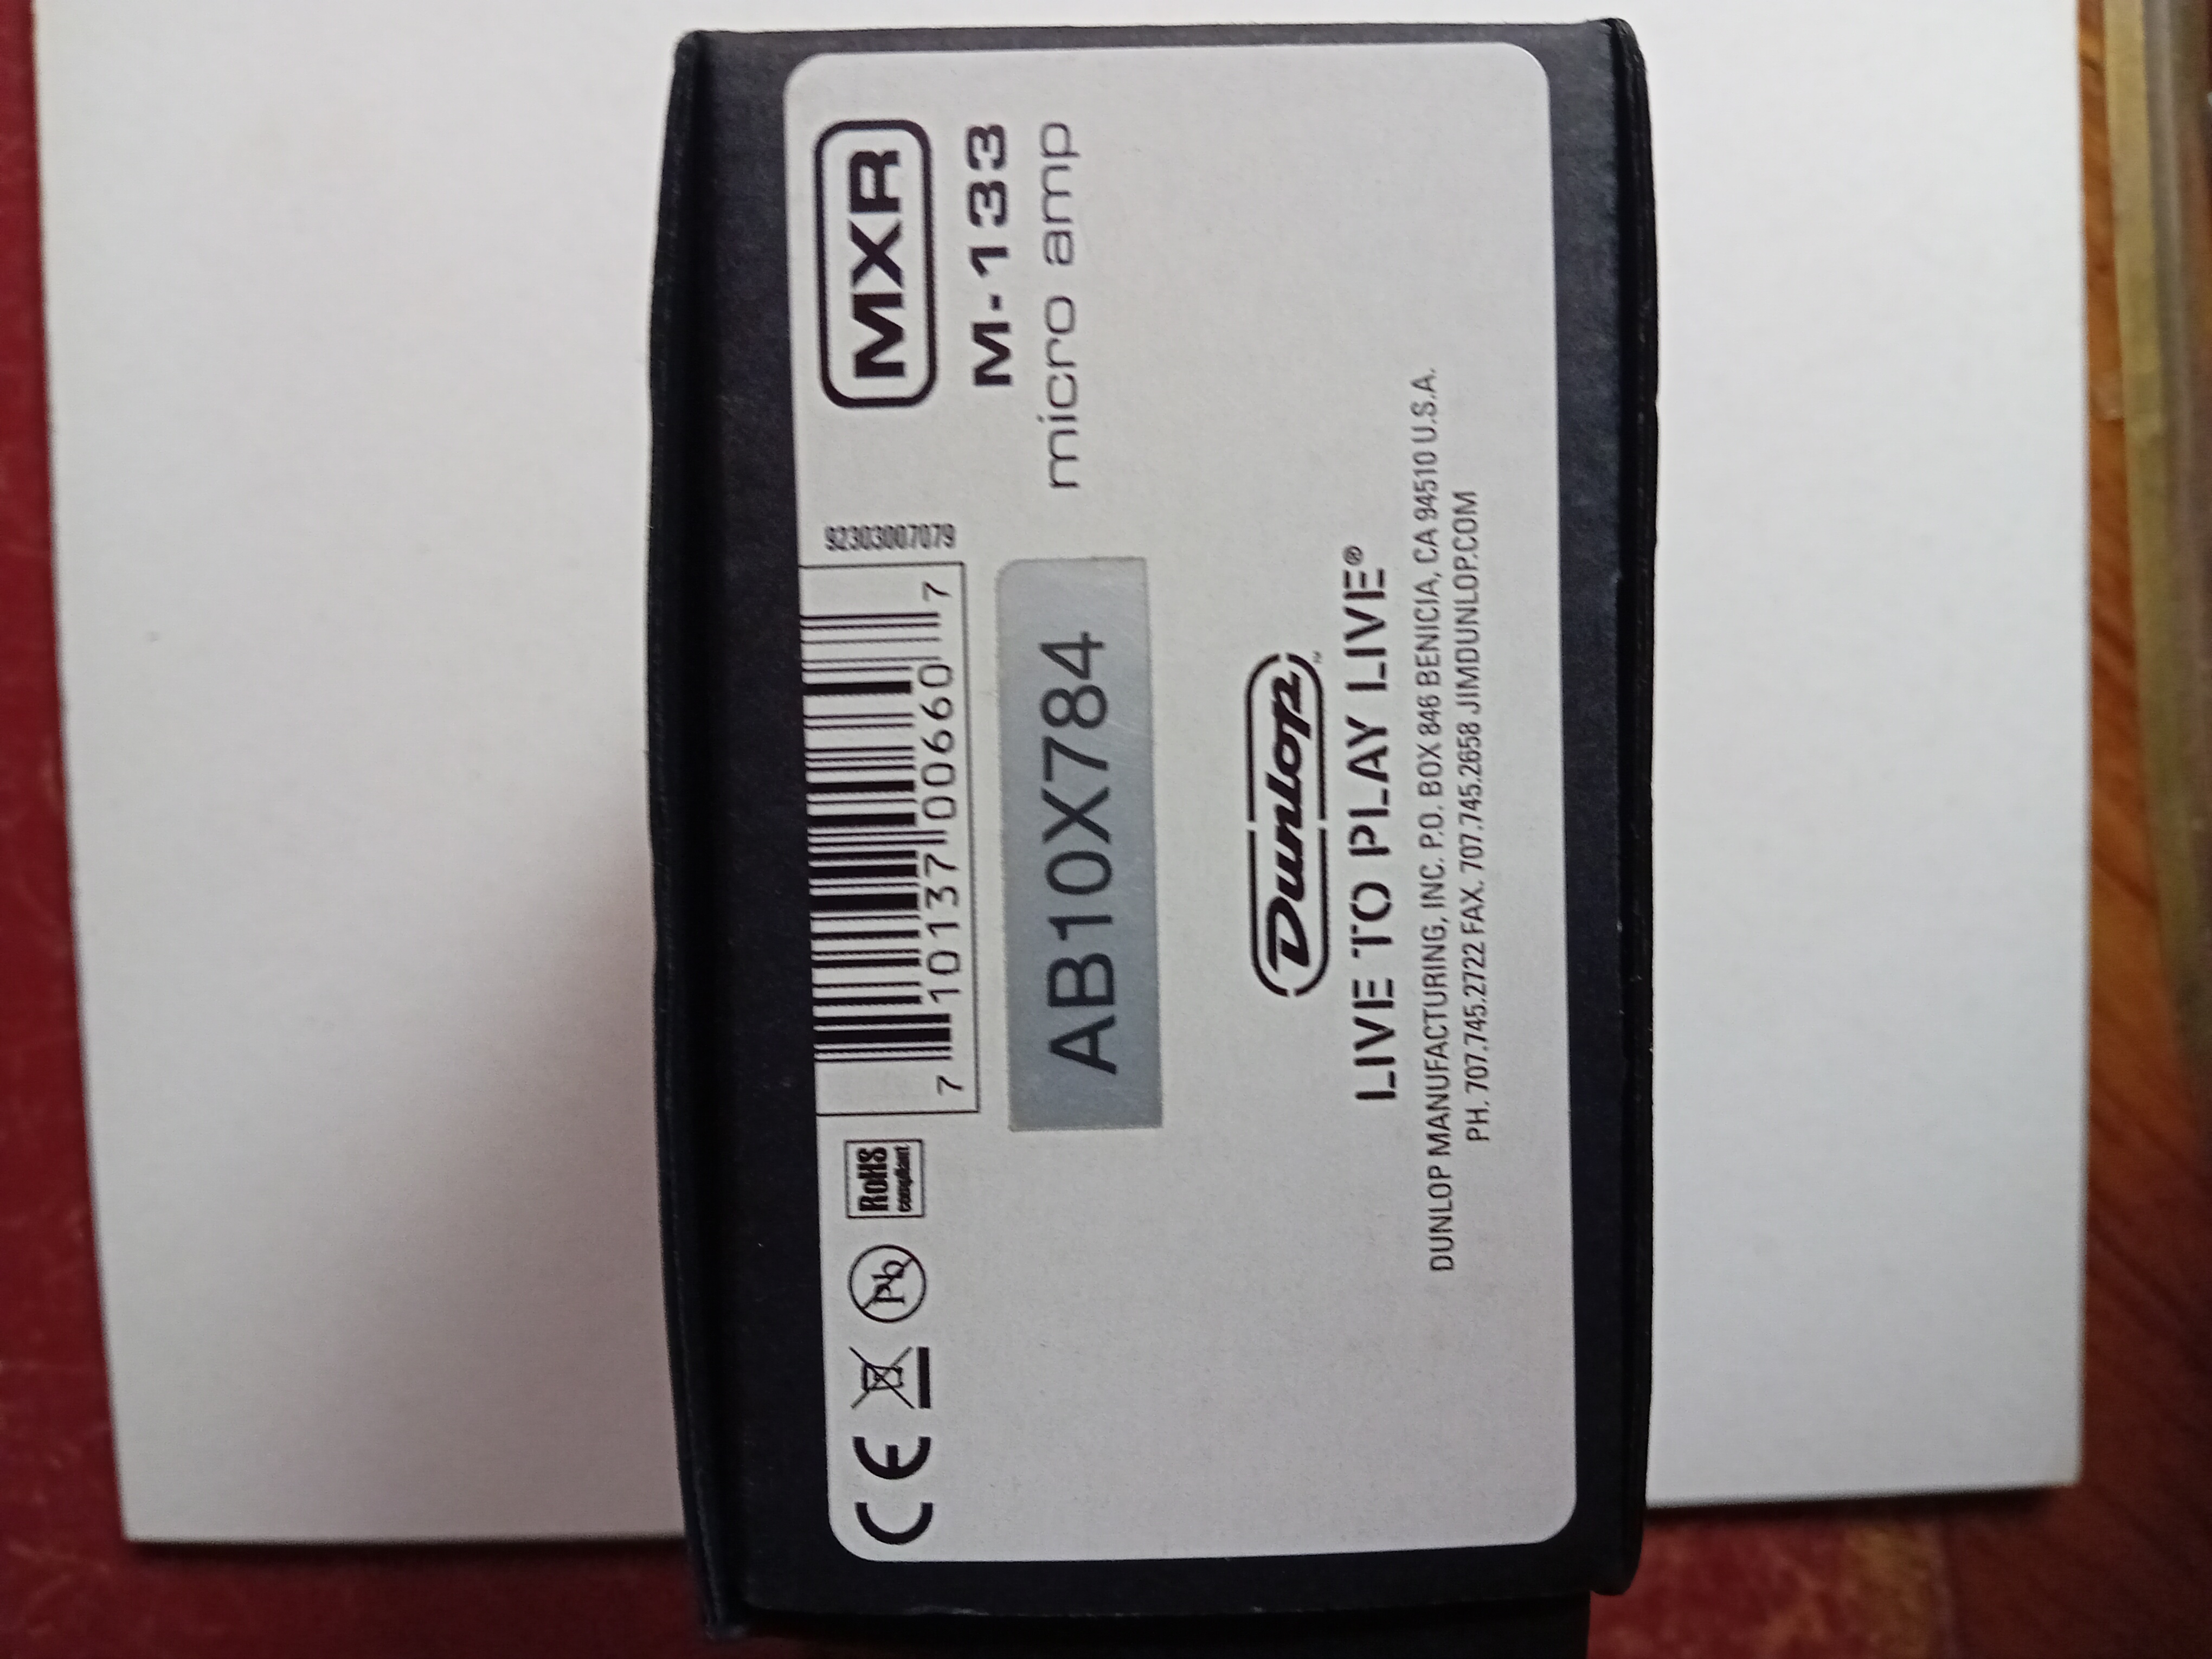 CE
Pb
RoHS
compliant
7 10137 00660 7
92303007079
MXR
M-133
micro amp
AB10X784
Dunlop™
LIVE TO PLAY LIVE®
DUNLOP MANUFACTURING, INC. P.O. BOX 846 BENICIA, CA 94510 U.S.A.
PH. 707.745.2722 FAX. 707.745.2658 JIMDUNLOP.COM